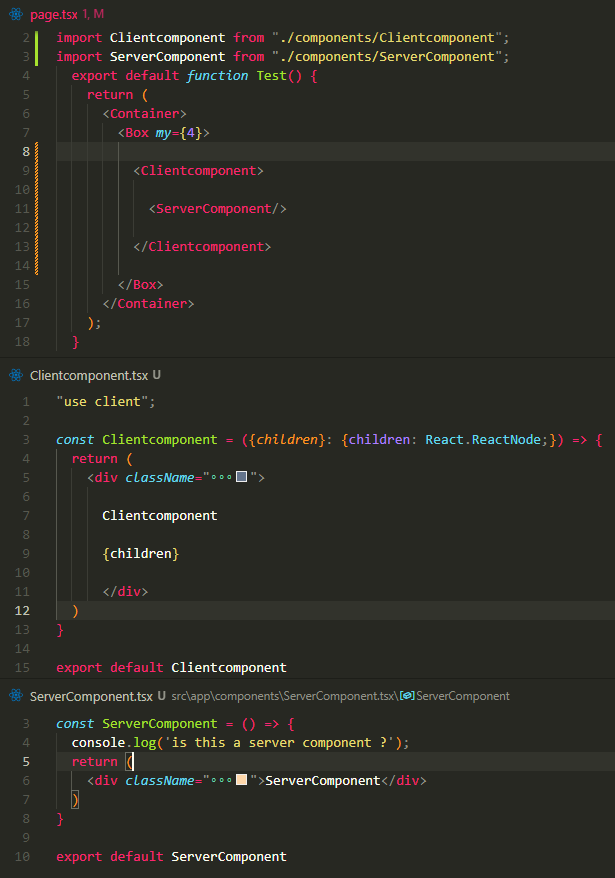 page.tsx 1, M
2 import Clientcomponent from "./components/Clientcomponent";
3 import ServerComponent from "./components/ServerComponent";
4 export default function Test() {
5 return (
6 <Container>
7 <Box my={4}>
8
9 <Clientcomponent>
10
11 <ServerComponent/>
12
13 </Clientcomponent>
14
15 </Box>
16 </Container>
17 );
18 }
Clientcomponent.tsx U
1 "use client";
2
3 const Clientcomponent = ({children}: {children: React.ReactNode;}) => {
4 return (
5 <div className="∘∘∘">
6
7 Clientcomponent
8
9 {children}
10
11 </div>
12 )
13 }
14
15 export default Clientcomponent
ServerComponent.tsx U src\app\components\ServerComponent.tsx\ServerComponent
3 const ServerComponent = () => {
4 console.log('is this a server component ?');
5 return (
6 <div className="∘∘∘">ServerComponent</div>
7 )
8 }
9
10 export default ServerComponent